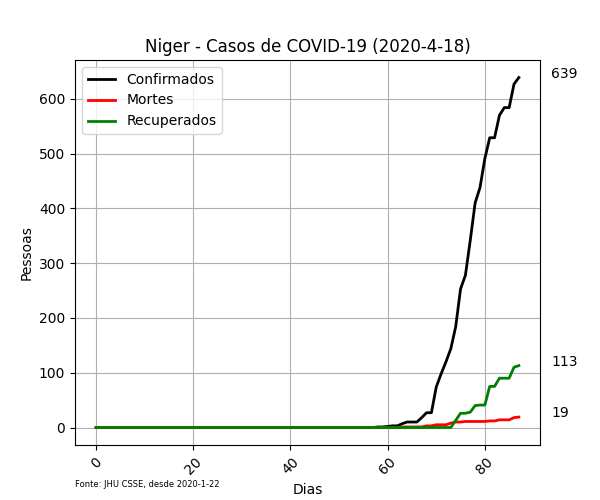 Niger - Casos de COVID-19 (2020-4-18)
Confirmados
Mortes
Recuperados
639
113
19
Pessoas
600
500
400
300
200
100
0
0
20
40
60
80
Fonte: JHU CSSE, desde 2020-1-22
Dias